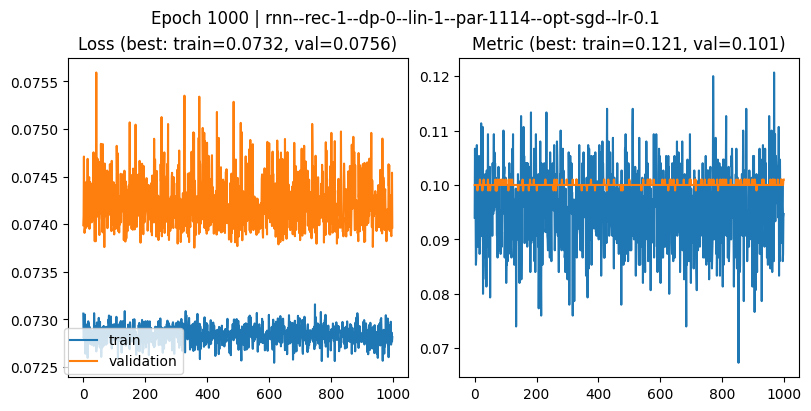 Epoch 1000 | rnn--rec-1--dp-0--lin-1--par-1114--opt-sgd--lr-0.1
Loss (best: train=0.0732, val=0.0756)
0.0755
0.0750
0.0745
0.0740
0.0735
0.0730
0.0725
train
validation
0 200 400 600 800 1000
Metric (best: train=0.121, val=0.101)
0.12
0.11
0.10
0.09
0.08
0.07
0 200 400 600 800 1000